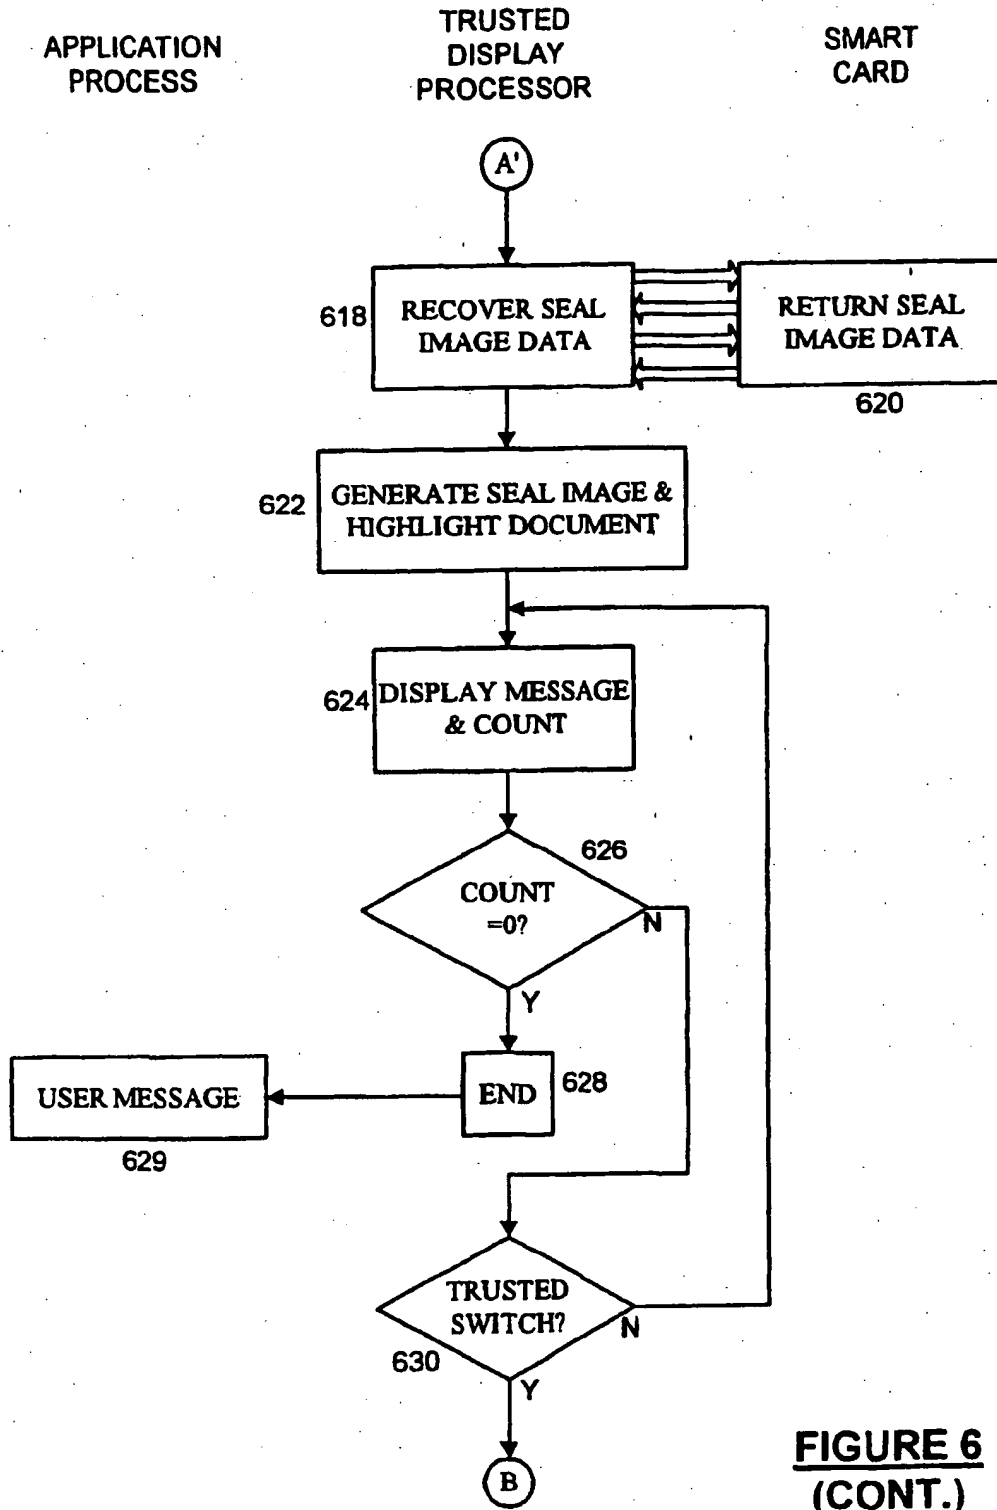 APPLICATION
PROCESS
TRUSTED
DISPLAY
PROCESSOR
SMART
CARD
A'
618
RECOVER SEAL
IMAGE DATA
RETURN SEAL
IMAGE DATA
620
622
GENERATE SEAL IMAGE &
HIGHLIGHT DOCUMENT
624
DISPLAY MESSAGE
& COUNT
626
COUNT
=0?
N
Y
USER MESSAGE
629
END
628
TRUSTED
SWITCH?
N
630
Y
B
FIGURE 6
(CONT.)